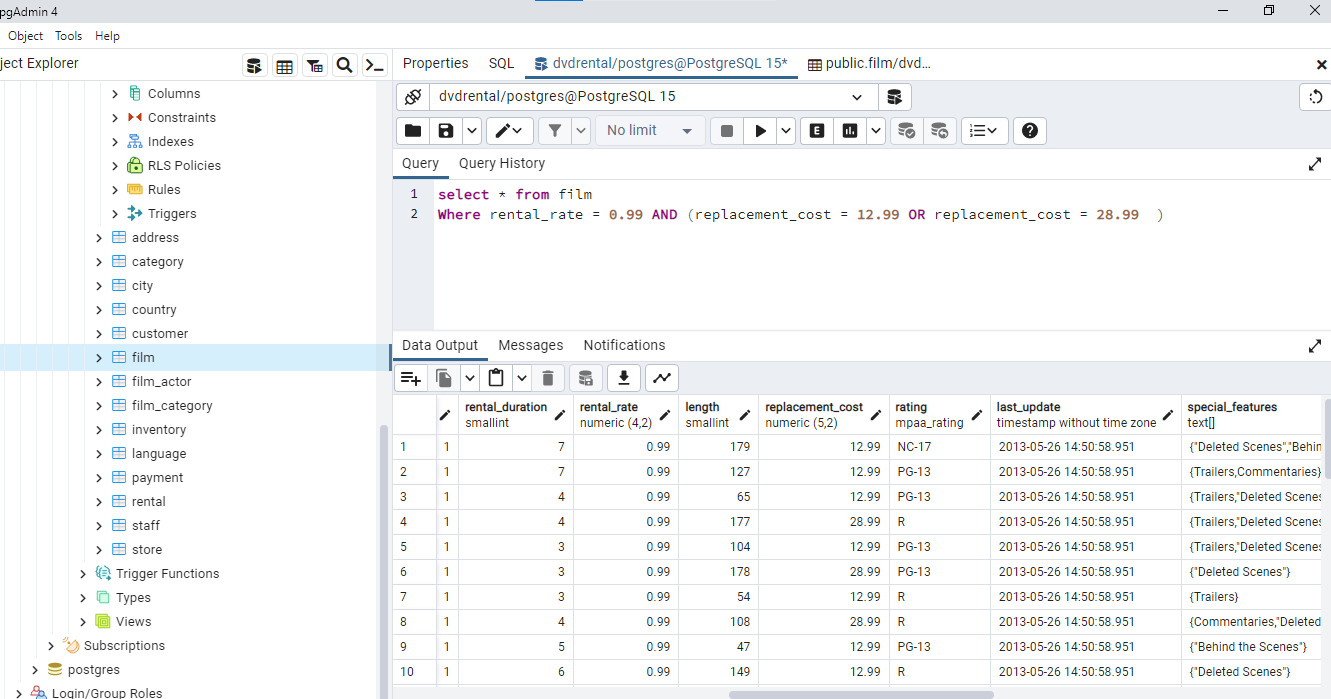 pgAdmin 4
Object Tools Help
ject Explorer
Columns
Constraints
Indexes
RLS Policies
Rules
Triggers
address
category
city
country
customer
film
film_actor
film_category
inventory
language
payment
rental
staff
store
Trigger Functions
Types
Views
Subscriptions
postgres
Login/Group Roles
Properties SQL dvdrental/postgres@PostgreSQL 15* public.film/dvd...
dvdrental/postgres@PostgreSQL 15
No limit E
Query Query History
1 select * from film
2 Where rental_rate = 0.99 AND (replacement_cost = 12.99 OR replacement_cost = 28.99 )
Data Output Messages Notifications
rental_duration rental_rate length replacement_cost rating last_update special_features
smallint numeric (4,2) smallint numeric (5,2) mpaa_rating timestamp without time zone text[]
1 1 7 0.99 179 12.99 NC-17 2013-05-26 14:50:58.951 {"Deleted Scenes","Behin
2 1 7 0.99 127 12.99 PG-13 2013-05-26 14:50:58.951 {Trailers,Commentaries}
3 1 4 0.99 65 12.99 PG-13 2013-05-26 14:50:58.951 {Trailers,"Deleted Scenes
4 1 4 0.99 177 28.99 R 2013-05-26 14:50:58.951 {Trailers,"Deleted Scenes
5 1 3 0.99 104 12.99 PG-13 2013-05-26 14:50:58.951 {Trailers,"Deleted Scenes
6 1 3 0.99 178 28.99 PG-13 2013-05-26 14:50:58.951 {"Deleted Scenes"}
7 1 3 0.99 54 12.99 R 2013-05-26 14:50:58.951 {Trailers}
8 1 4 0.99 108 28.99 R 2013-05-26 14:50:58.951 {Commentaries,"Deleted
9 1 5 0.99 47 12.99 PG-13 2013-05-26 14:50:58.951 {"Behind the Scenes"}
10 1 6 0.99 149 12.99 R 2013-05-26 14:50:58.951 {"Deleted Scenes"}